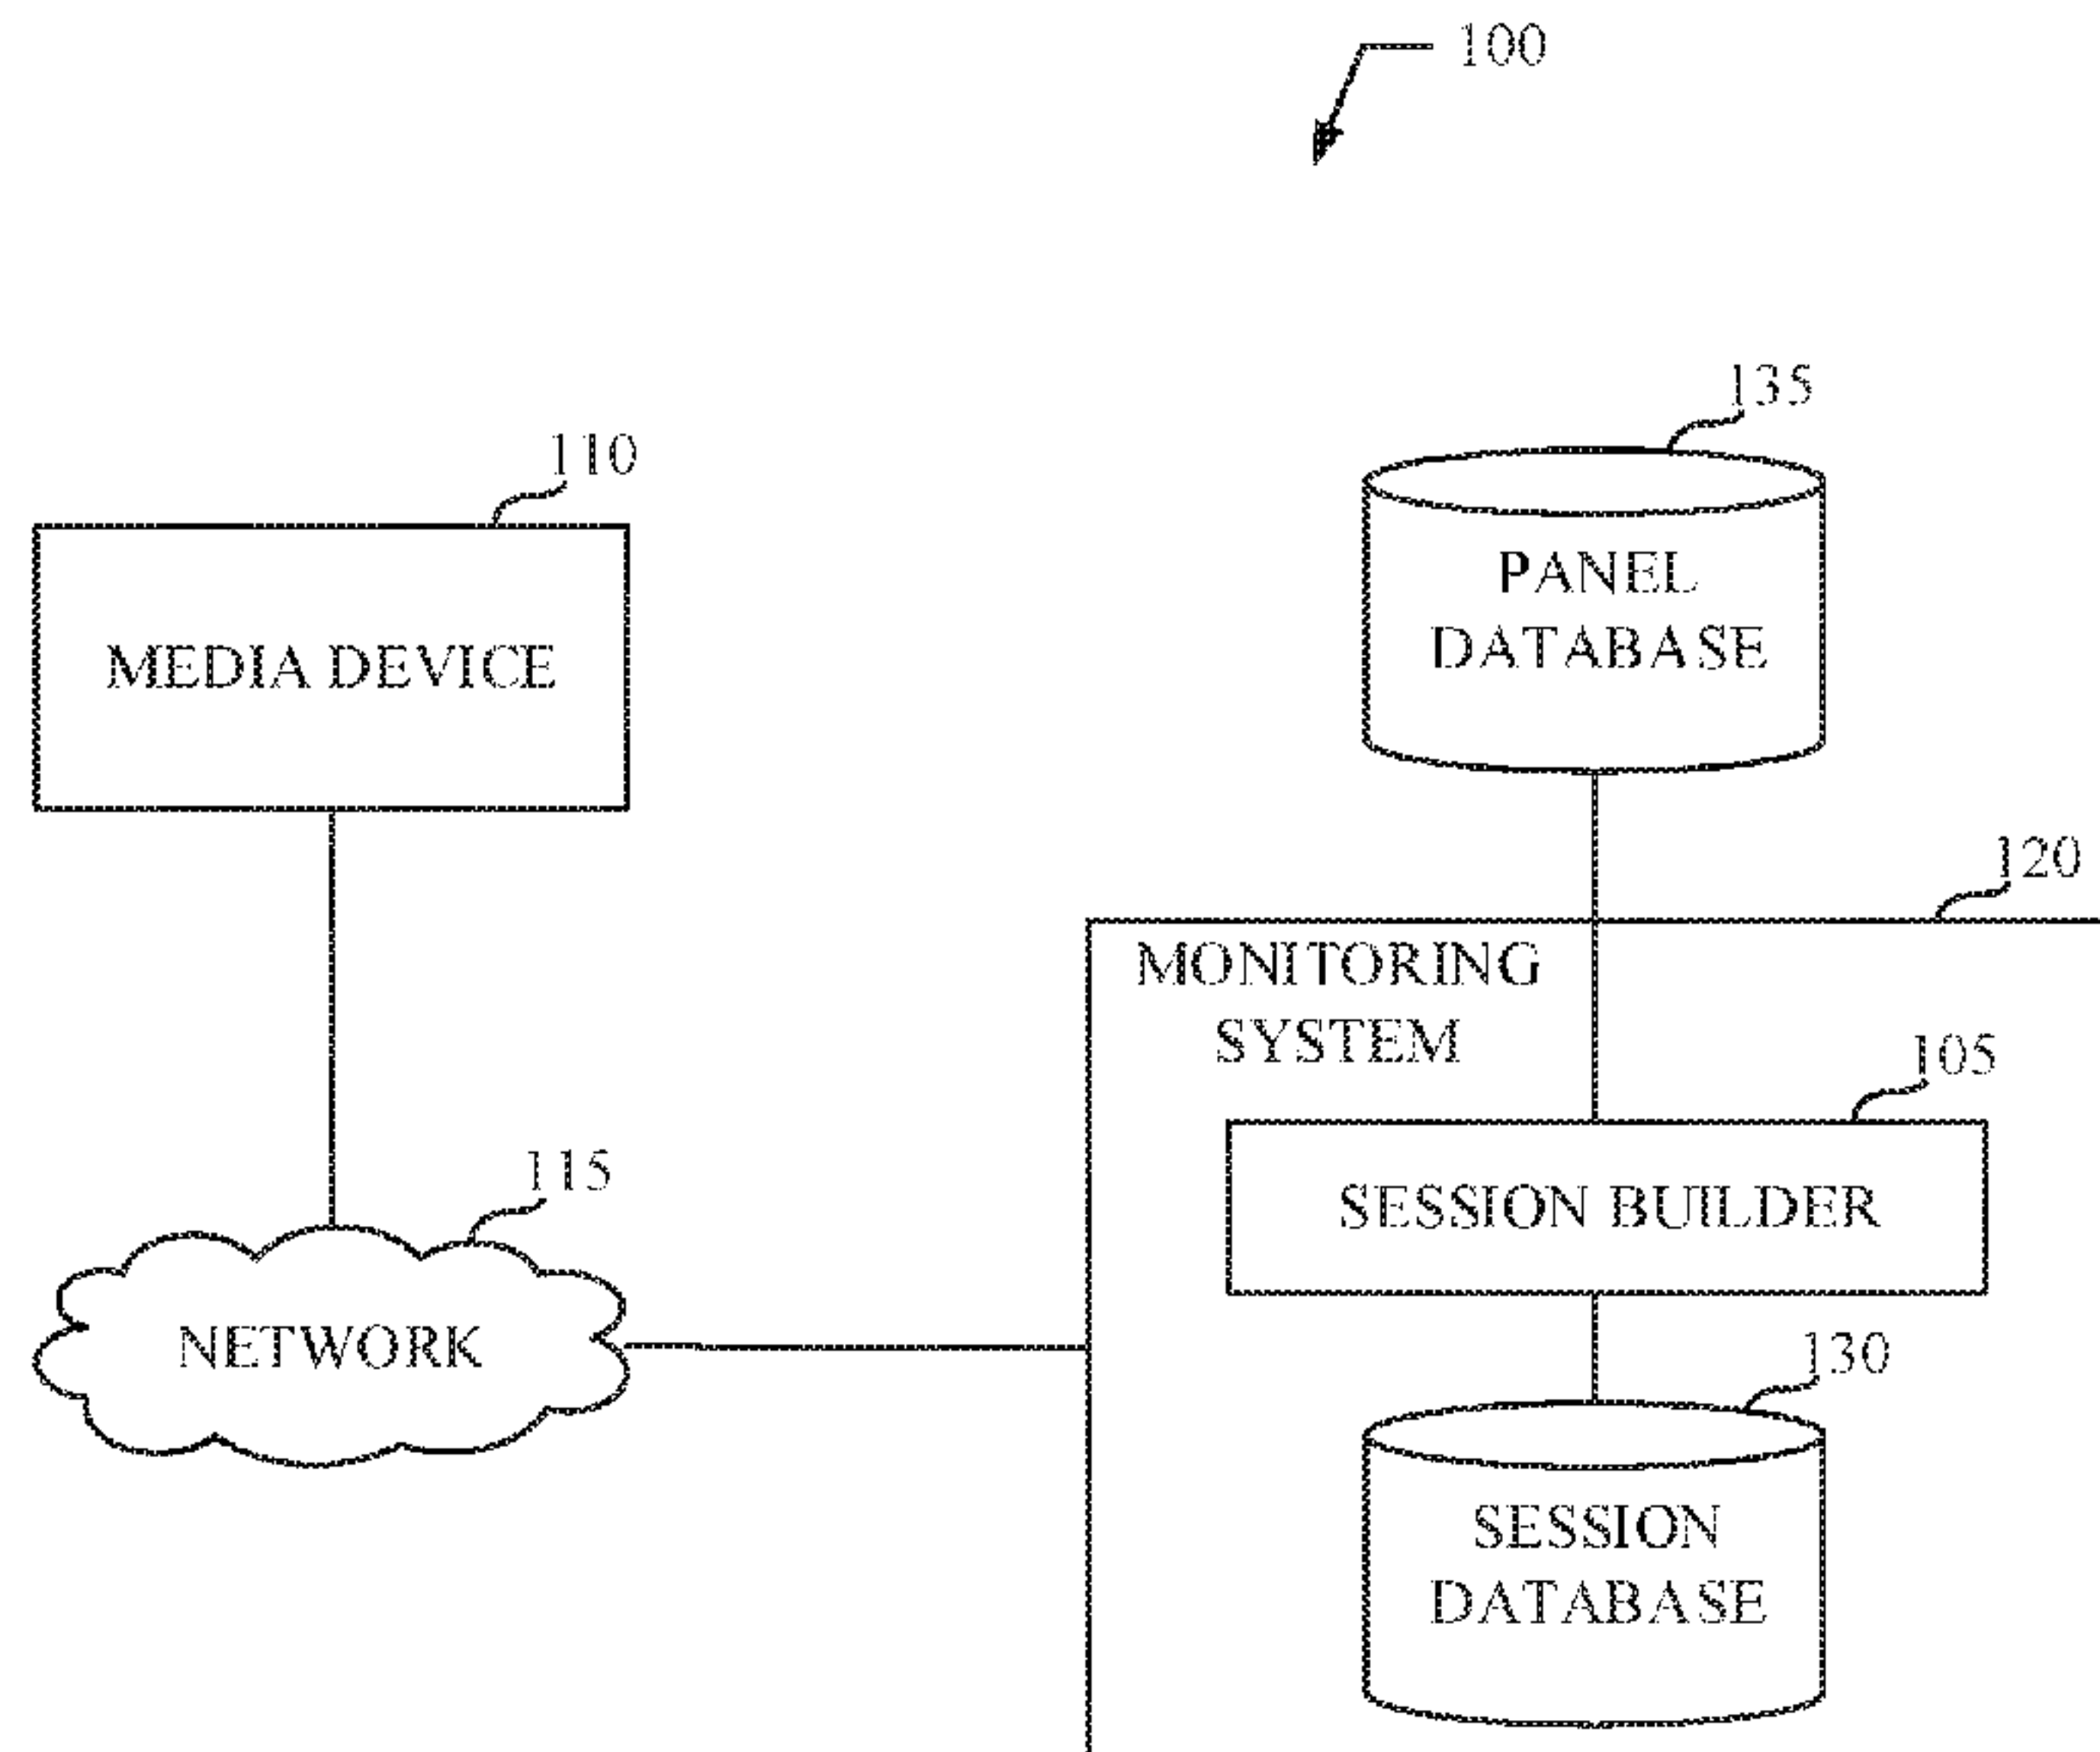 100
135
110
PANEL
DATABASE
MEDIA DEVICE
120
MONITORING
SYSTEM
105
115
SESSION BUILDER
NETWORK
130
SESSION
DATABASE